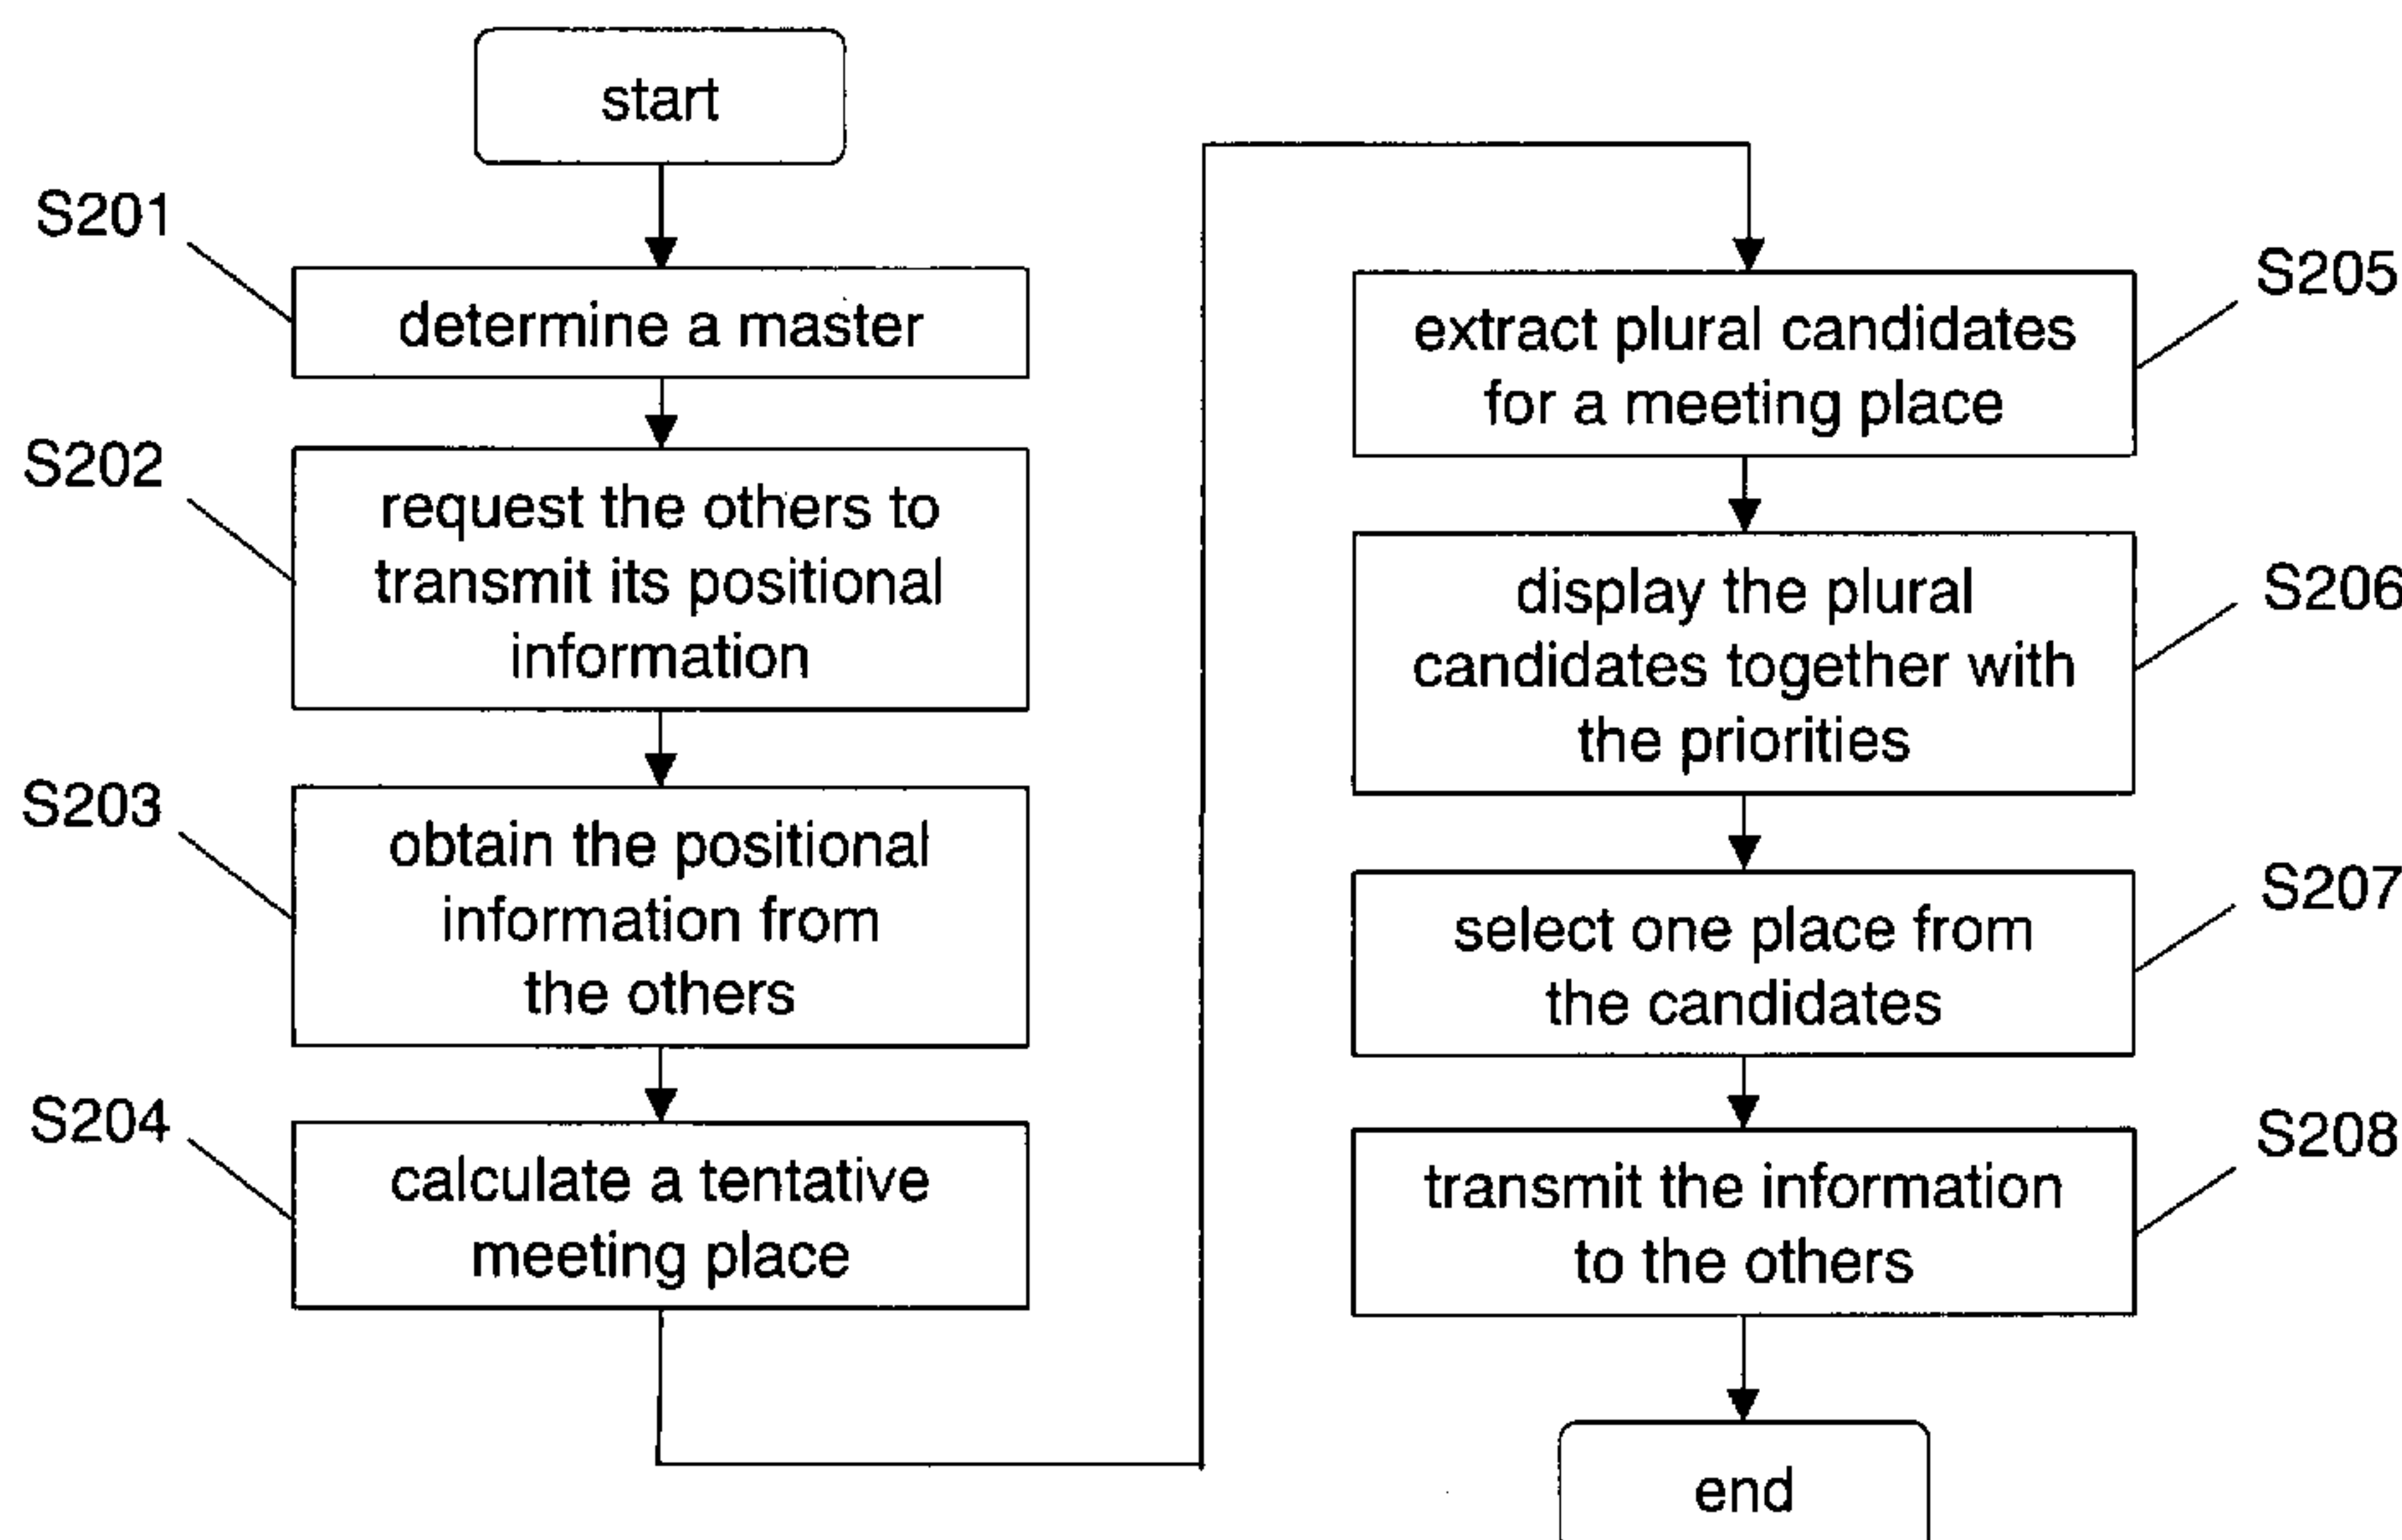 start
S201
determine a master
S202
request the others to
transmit its positional
information
S203
obtain the positional
information from
the others
S204
calculate a tentative
meeting place
S205
extract plural candidates
for a meeting place
S206
display the plural
candidates together with
the priorities
S207
select one place from
the candidates
S208
transmit the information
to the others
end